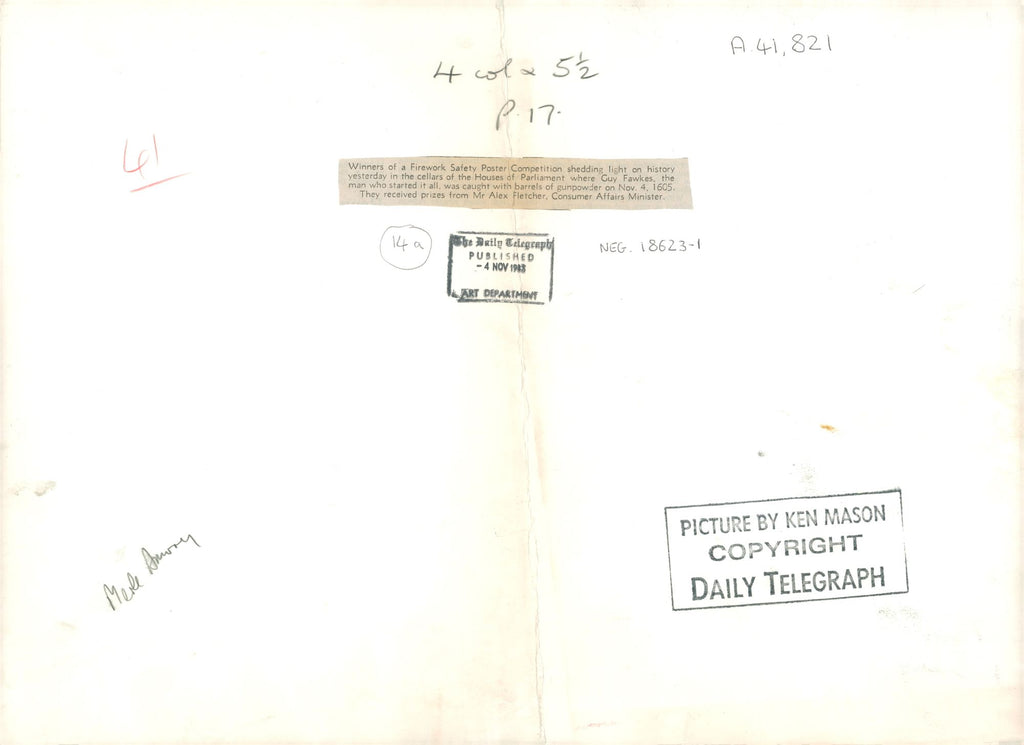 A.41,821
4 col x 5½
P.17.
41
Winners of a Firework Safety Poster Competition shedding light on history
yesterday in the cellars of the Houses of Parliament where Guy Fawkes, the
man who started it all, was caught with barrels of gunpowder on Nov. 4, 1605.
They received prizes from Mr Alex Fletcher, Consumer Affairs Minister.
14a
The Daily Telegraph
PUBLISHED
- 4 NOV 1983
ART DEPARTMENT
NEG. 18623-1
PICTURE BY KEN MASON
COPYRIGHT
DAILY TELEGRAPH